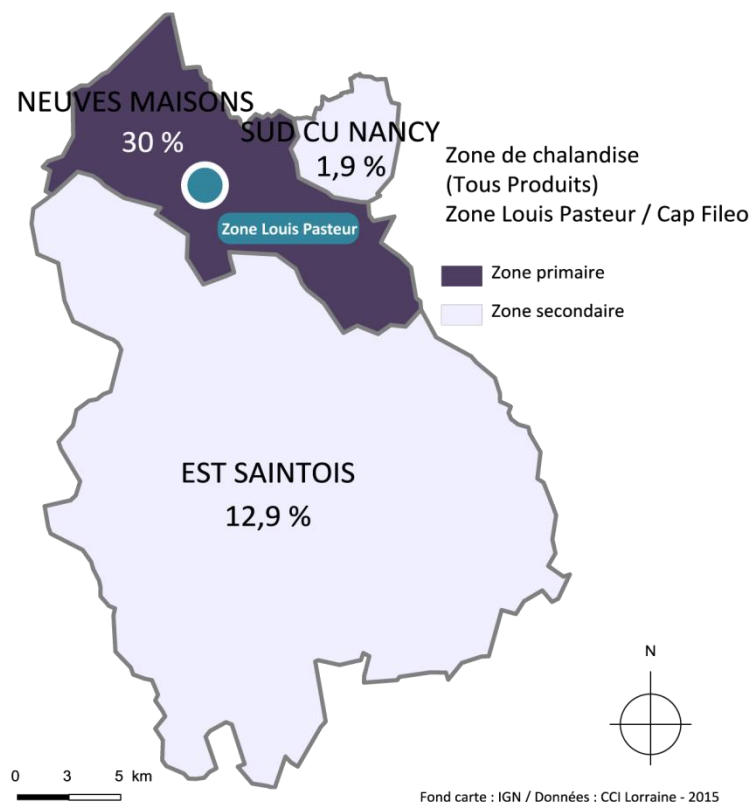 NEUVES MAISONS
30 %
SUD CU NANCY
1,9 %
Zone de chalandise
(Tous Produits)
Zone Louis Pasteur / Cap Fileo
Zone Louis Pasteur
Zone primaire
Zone secondaire
EST SAINTOIS
12,9 %
N
0 3 5 km
Fond carte : IGN / Données : CCI Lorraine - 2015